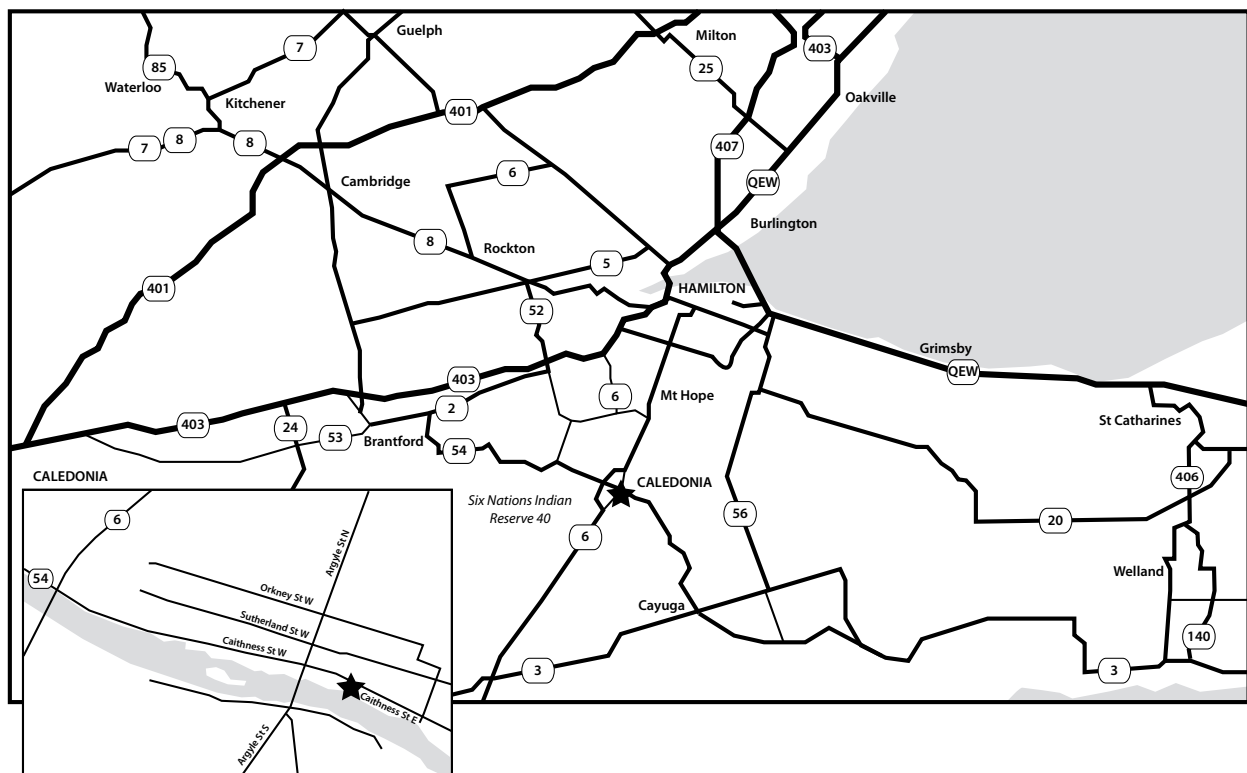 Guelph
Milton
403
7
85
25
Waterloo
Kitchener
Oakville
401
7
8
8
407
6
QEW
Cambridge
Burlington
8
Rockton
5
401
HAMILTON
52
Grimsby
QEW
403
6
Mt Hope
2
403
24
53
Brantford
54
St Catharines
CALEDONIA
406
CALEDONIA
Six Nations Indian
Reserve 40
56
20
6
6
54
Argyle St N
Orkney St W
Sutherland St W
Caithness St W
Caithness St E
Argyle St S
Welland
Cayuga
140
3
3